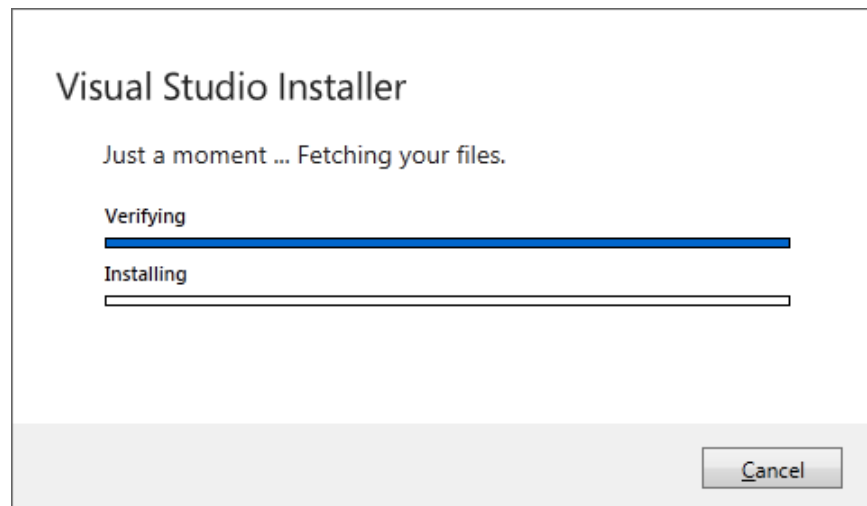 Visual Studio Installer
Just a moment ... Fetching your files.
Verifying
Installing
Cancel